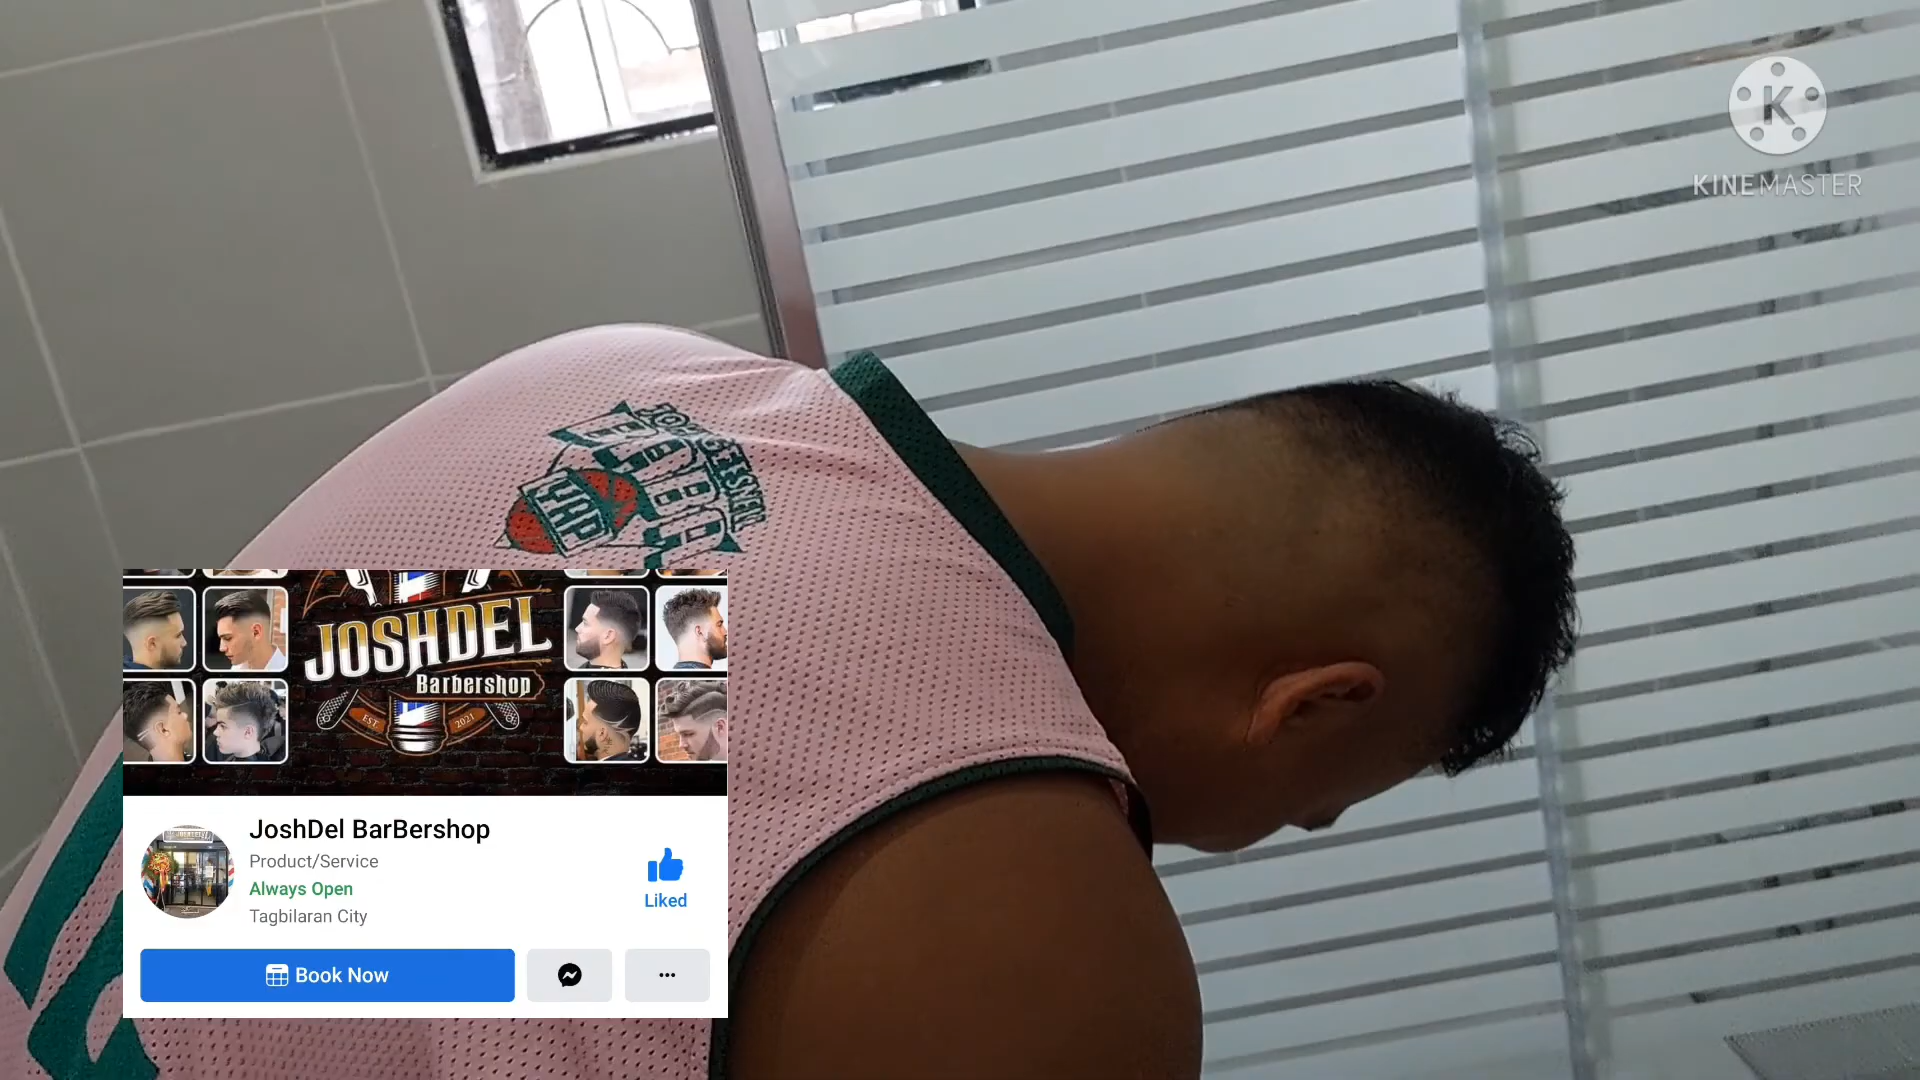 K
KINEMASTER
JOSHDEL
Barbershop
EST. 2021
JoshDel BarBershop
Product/Service
Always Open
Liked
Tagbilaran City
Book Now